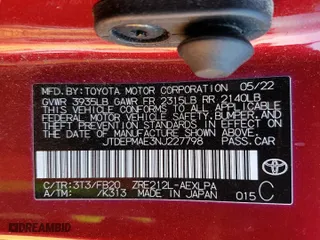 MFD. BY: TOYOTA MOTOR CORPORATION 05/22
GVWR 3935LB GAWR FR 2315LB RR 2140LB
THIS VEHICLE CONFORMS TO ALL APPLICABLE
FEDERAL MOTOR VEHICLE SAFETY, BUMPER, AND
THEFT PREVENTION STANDARDS IN EFFECT ON
THE DATE OF MANUFACTURE SHOWN ABOVE.
JTDEPMAE3NJ227798 PASS.CAR
C/TR:3T3/FB20 ZRE212L-AEXLPA
A/TM: /K313 MADE IN JAPAN 015 C
TOYOTA